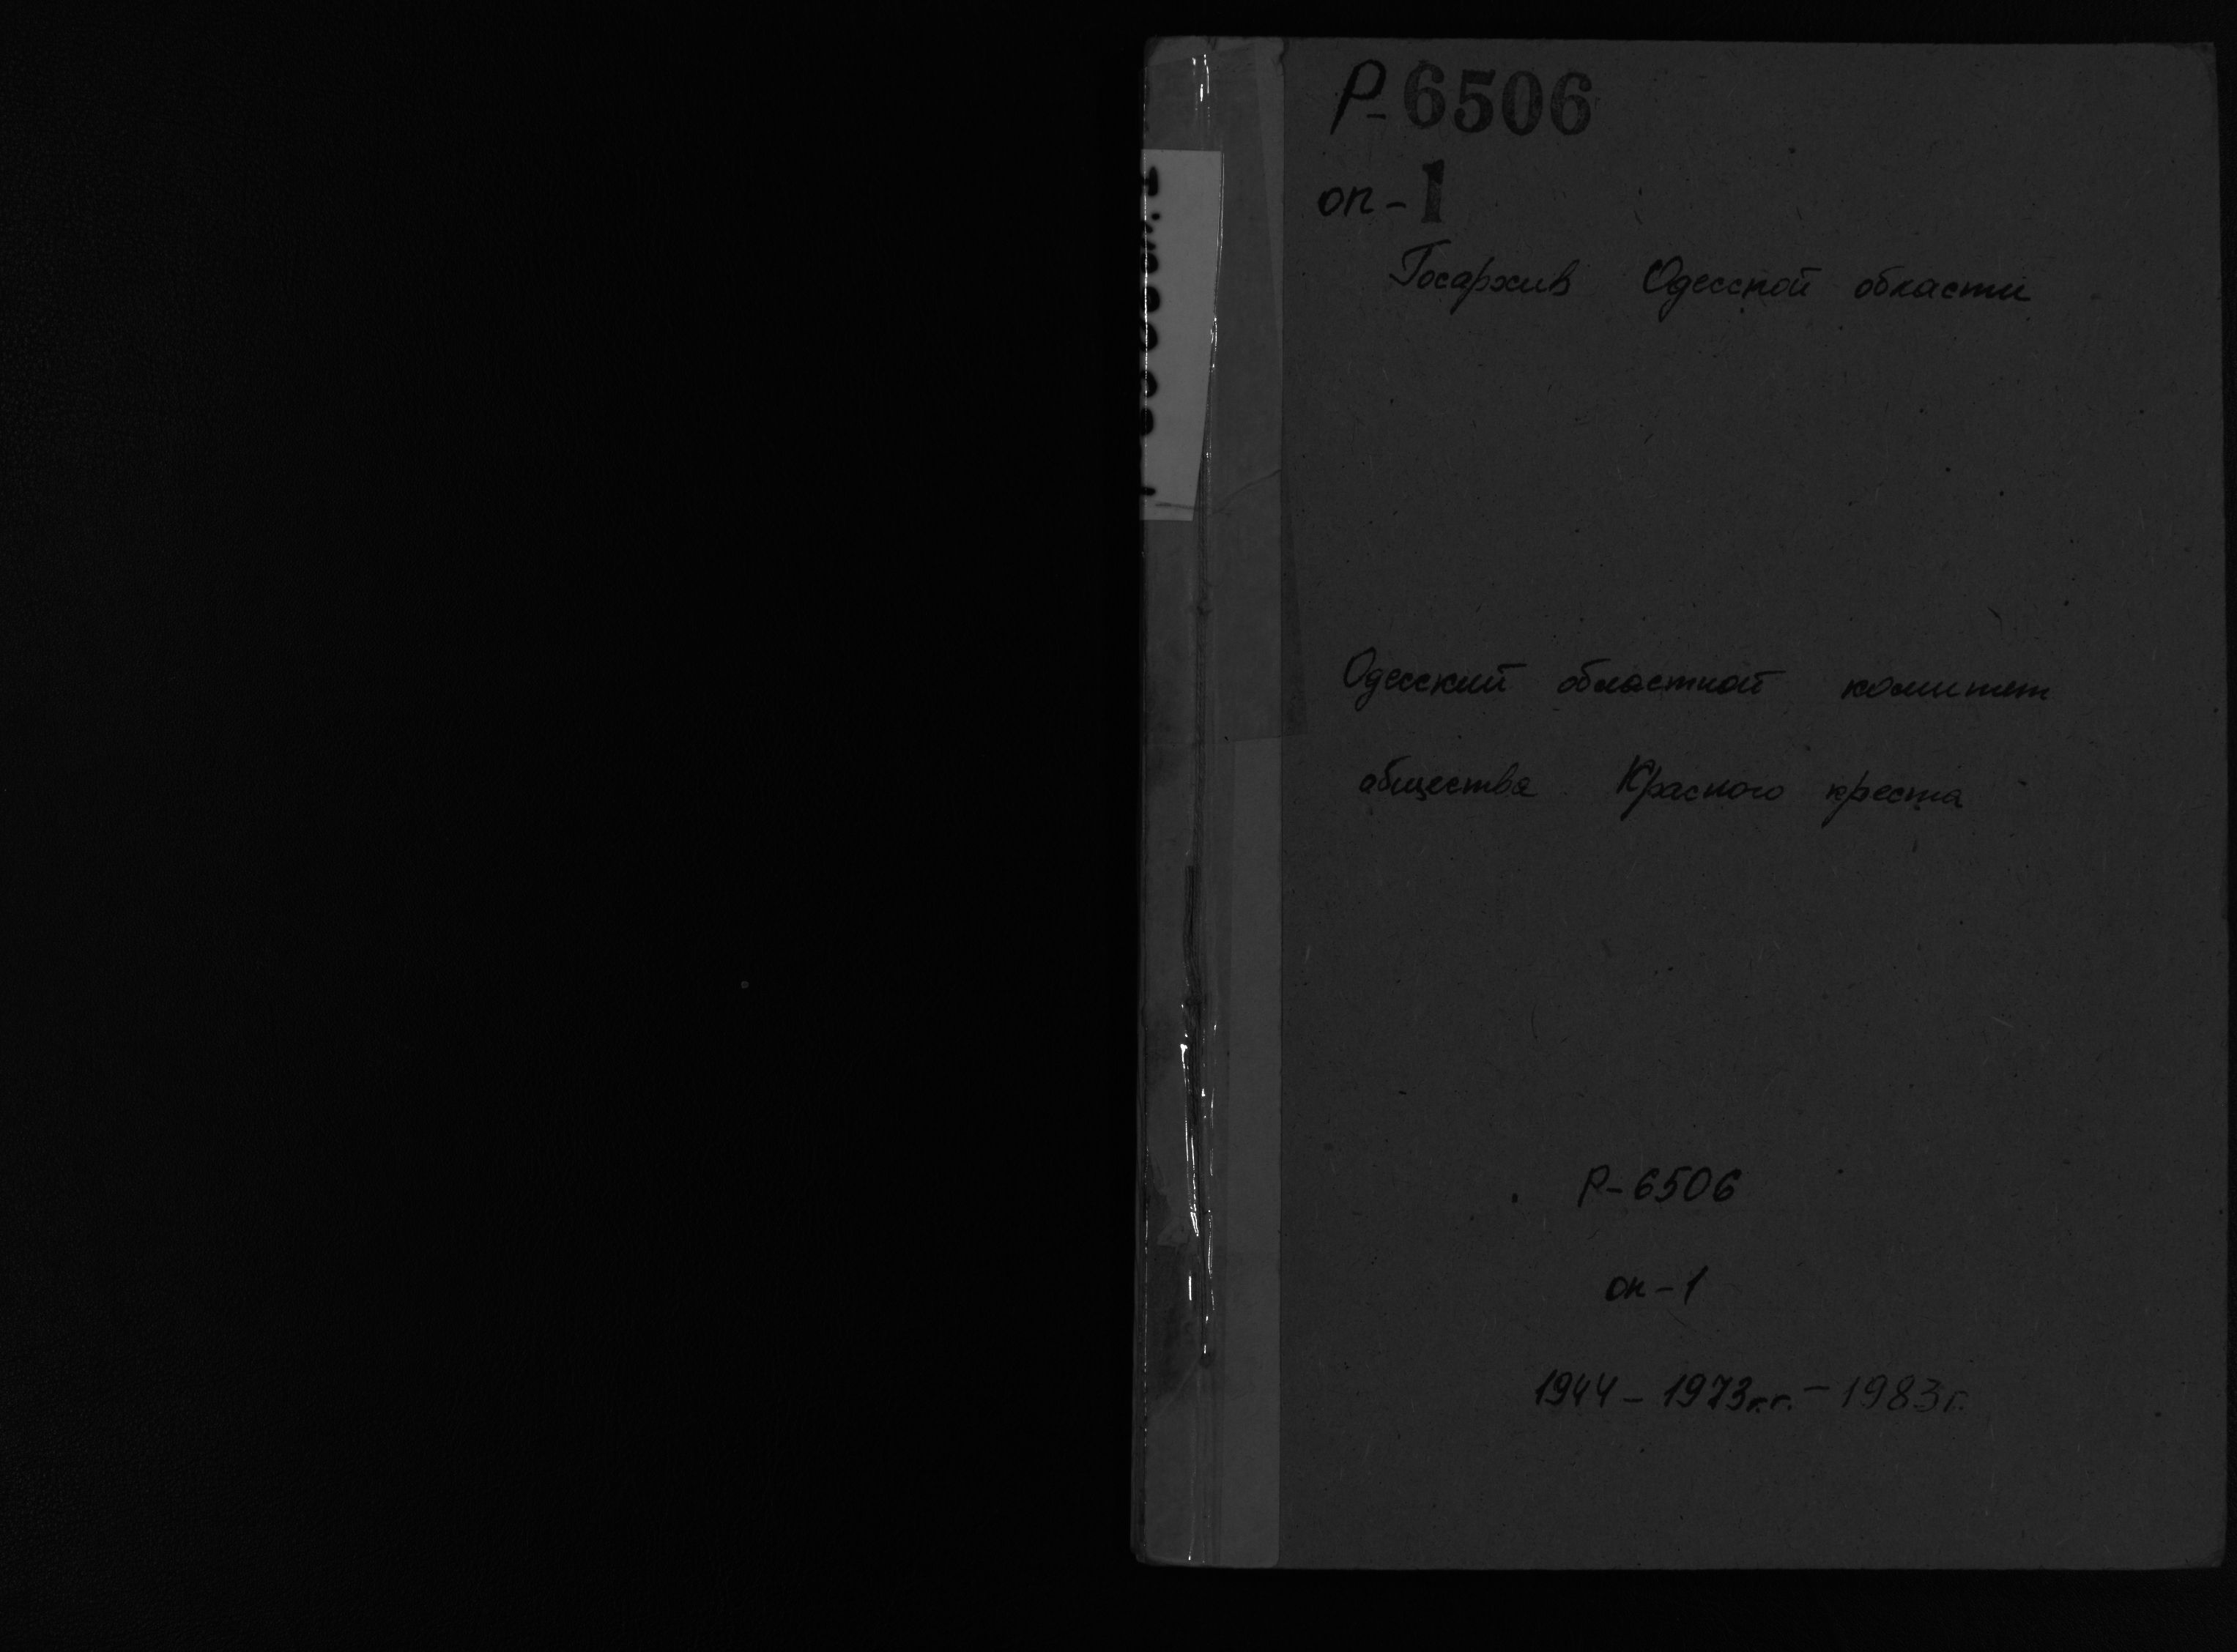 Р-6506
оп-1
Госархив Одесской области
Одесский областной комитет
общества Красного креста
Р-6506
оп-1
1944 - 1973г.г. - 1983г.